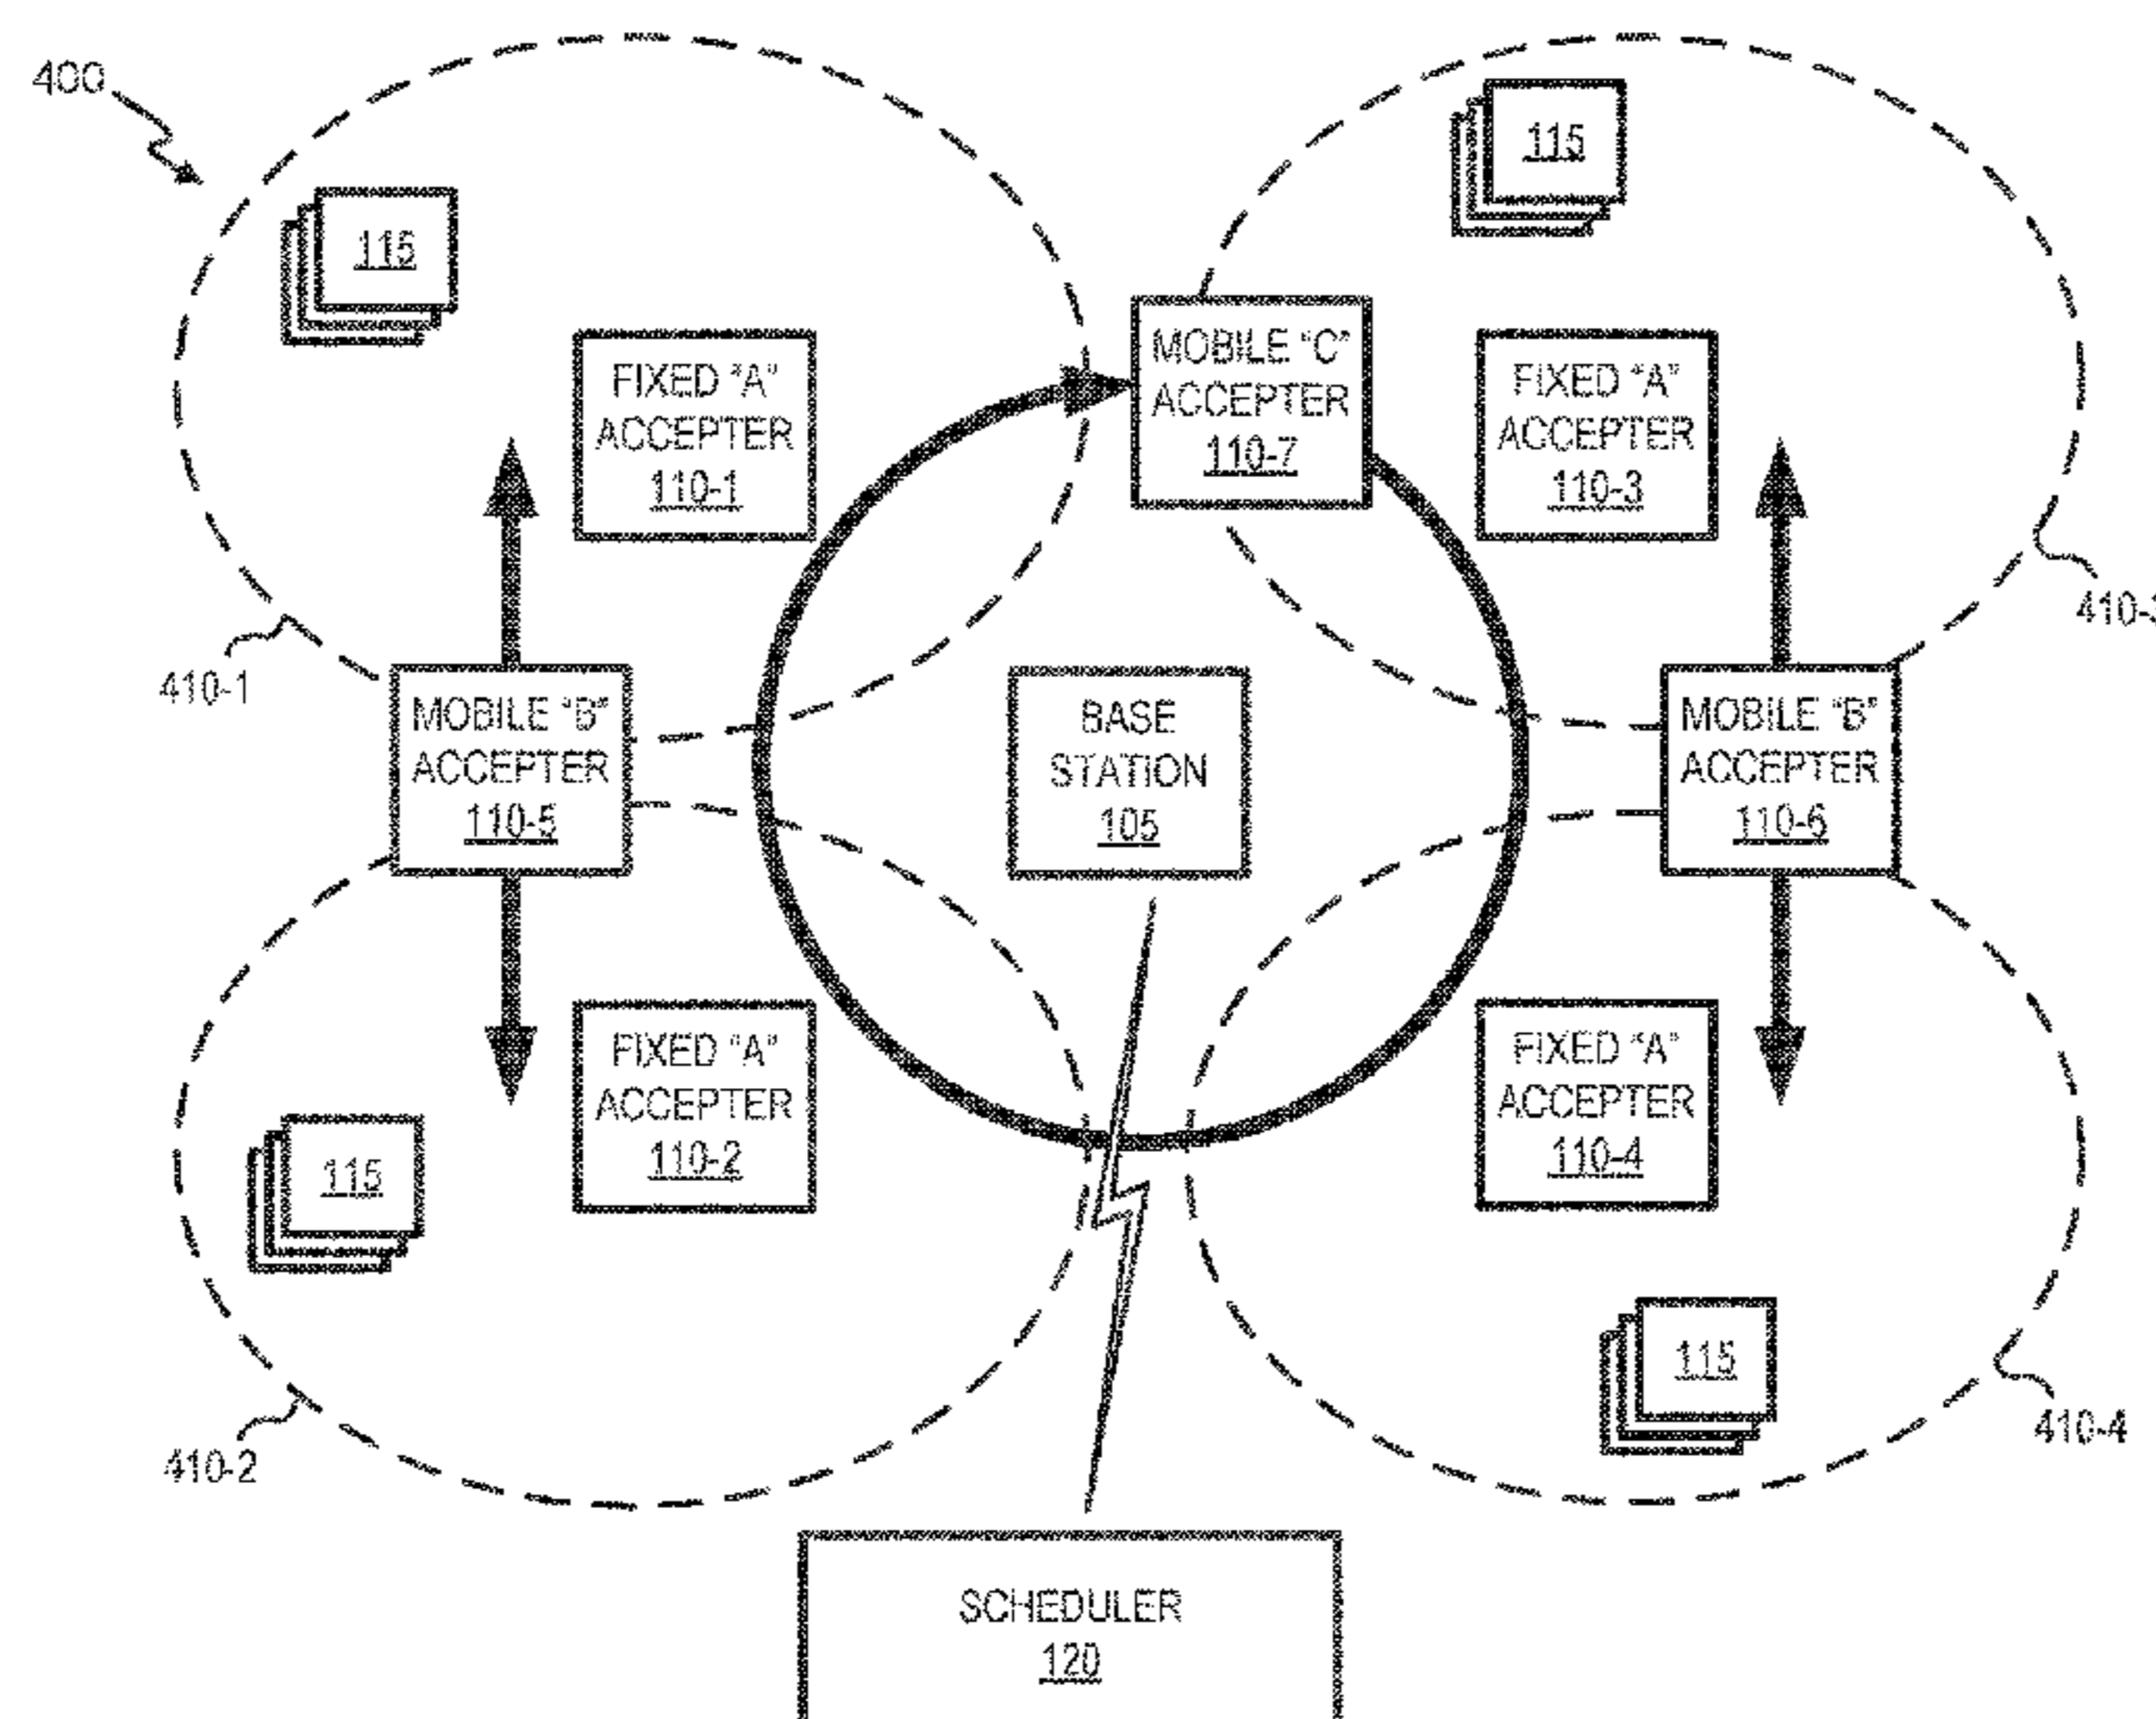 400
115
115
FIXED "A"
ACCEPTER
110-1
MOBILE "C"
ACCEPTER
110-7
FIXED "A"
ACCEPTER
110-3
410-3
410-1
MOBILE "B"
ACCEPTER
110-5
BASE
STATION
105
MOBILE "B"
ACCEPTER
110-6
FIXED "A"
ACCEPTER
110-2
FIXED "A"
ACCEPTER
110-4
115
115
410-2
410-4
SCHEDULER
120